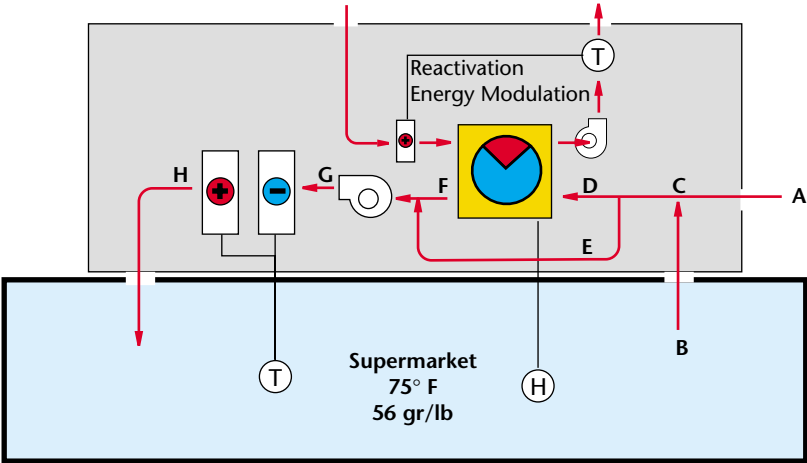 T
Reactivation
Energy Modulation
H
G
F
D
C
A
E
B
Supermarket
75° F
56 gr/lb
T
H